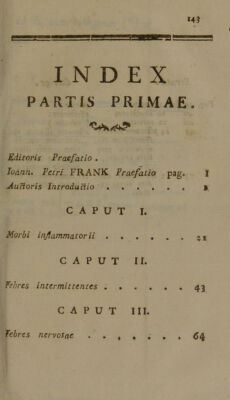 143
INDEX
PARTIS PRIMAE.
Editoris Praefatio.
Ioann. Petri FRANK Praefatio pag. I
Auctoris Introductio . . . . . .
CAPUT I.
Morbi inflammatorii . . . . . . 21
CAPUT II.
Febres intermittentes . . . . . . 43
CAPUT III.
Febres nervosae . . . . . . 64